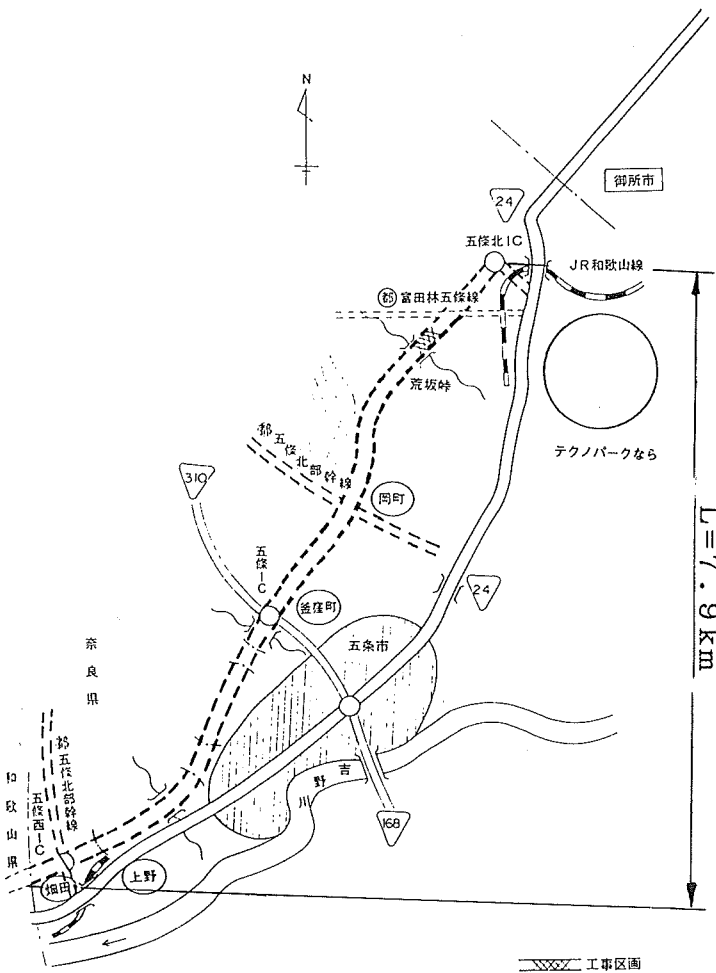 N
御所市
24
五條北IC
JR和歌山線
都 富田林五條線
荒坂峠
テクノパークなら
都五條北部幹線
310
岡町
L=7.9km
五條IC
釜窪町
24
五条市
奈良県
吉野川
168
都五條北部幹線
五條西IC
和歌山県
畑田
上野
工事区画